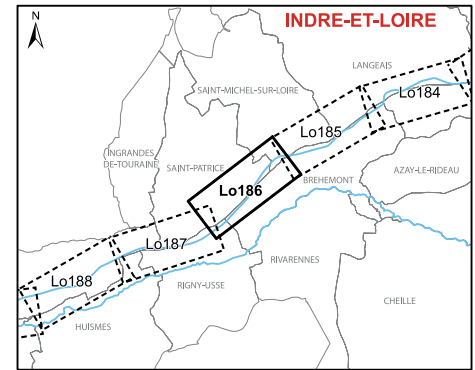 INDRE-ET-LOIRE
N
LANGEAIS
SAINT-MICHEL-SUR-LOIRE
Lo184
Lo185
INGRANDES
DE-TOURAINE
SAINT-PATRICE
AZAY-LE-RIDEAU
Lo186
BREHEMONT
Lo187
RIVARENNES
Lo188
RIGNY-USSE
CHEILLE
HUISMES